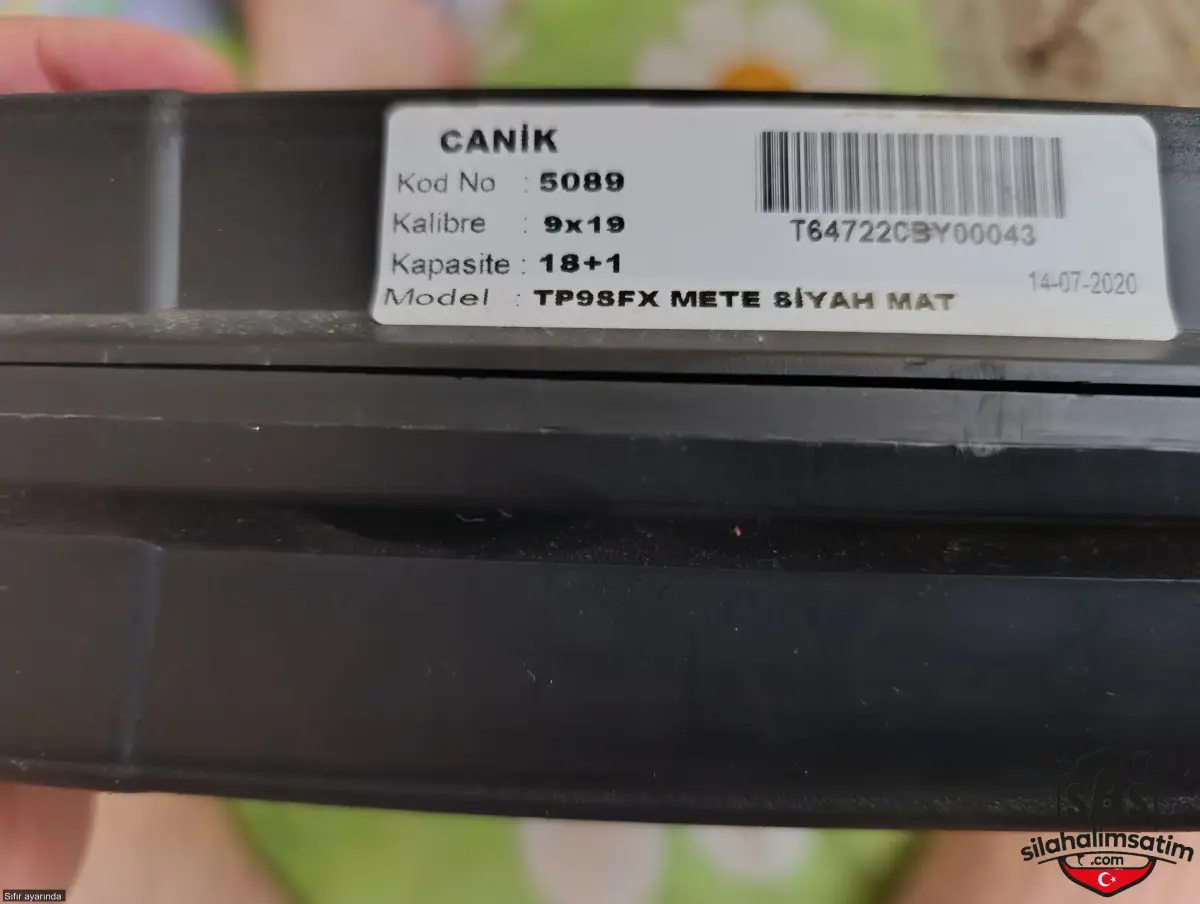 CANİK
Kod No : 5089
Kalibre : 9x19
Kapasite : 18+1
Model : TP9SFX METE SİYAH MAT
T64722CBY00043
14-07-2020
SAS
silahalimsatim
.com
Sıfır ayarında